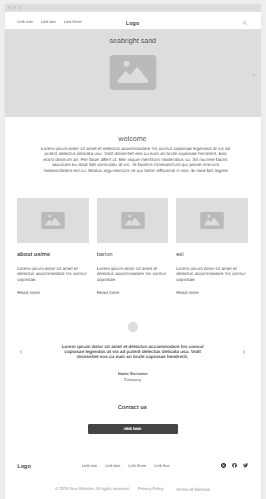 Link one Link two Link three Logo
seabright sand
welcome
Lorem ipsum dolor sit amet et delectus accommodare his consul copiosae legendos at vis ad
putent delectus delicata usu. Vidit dissentiet eos cu eum an brute copiosae hendrerit. Eos
erant dolorum an. Per facer affert ut. Mei iisque mentitum moderatius cu. Sit munere facilis
accusam eu dicat falli consulatu at vis. Te facilisis mnesarchum qui posse omnium
mediocritatem est cu. Modus argumentum ne qui tation efficiendi in eos. Ei mea falli legere
about us/me barton
Lorem ipsum dolor sit amet et
delectus accommodare his consul
copiosae.
Lorem ipsum dolor sit amet et
delectus accommodare his consul
copiosae.
Lorem ipsum dolor sit amet et
delectus accommodare his consul
copiosae.
Read more Read more Read more
Lorem ipsum dolor sit amet et delectus accommodare his consul
copiosae legendos at vis ad putent delectus delicata usu. Vidit
dissentiet eos cu eum an brute copiosae hendrerit.
Name Surname
Company
Contact us
click here
Logo Link one Link two Link three Link four
© 2019 Your Website. All rights reserved Privacy Policy Terms of Service